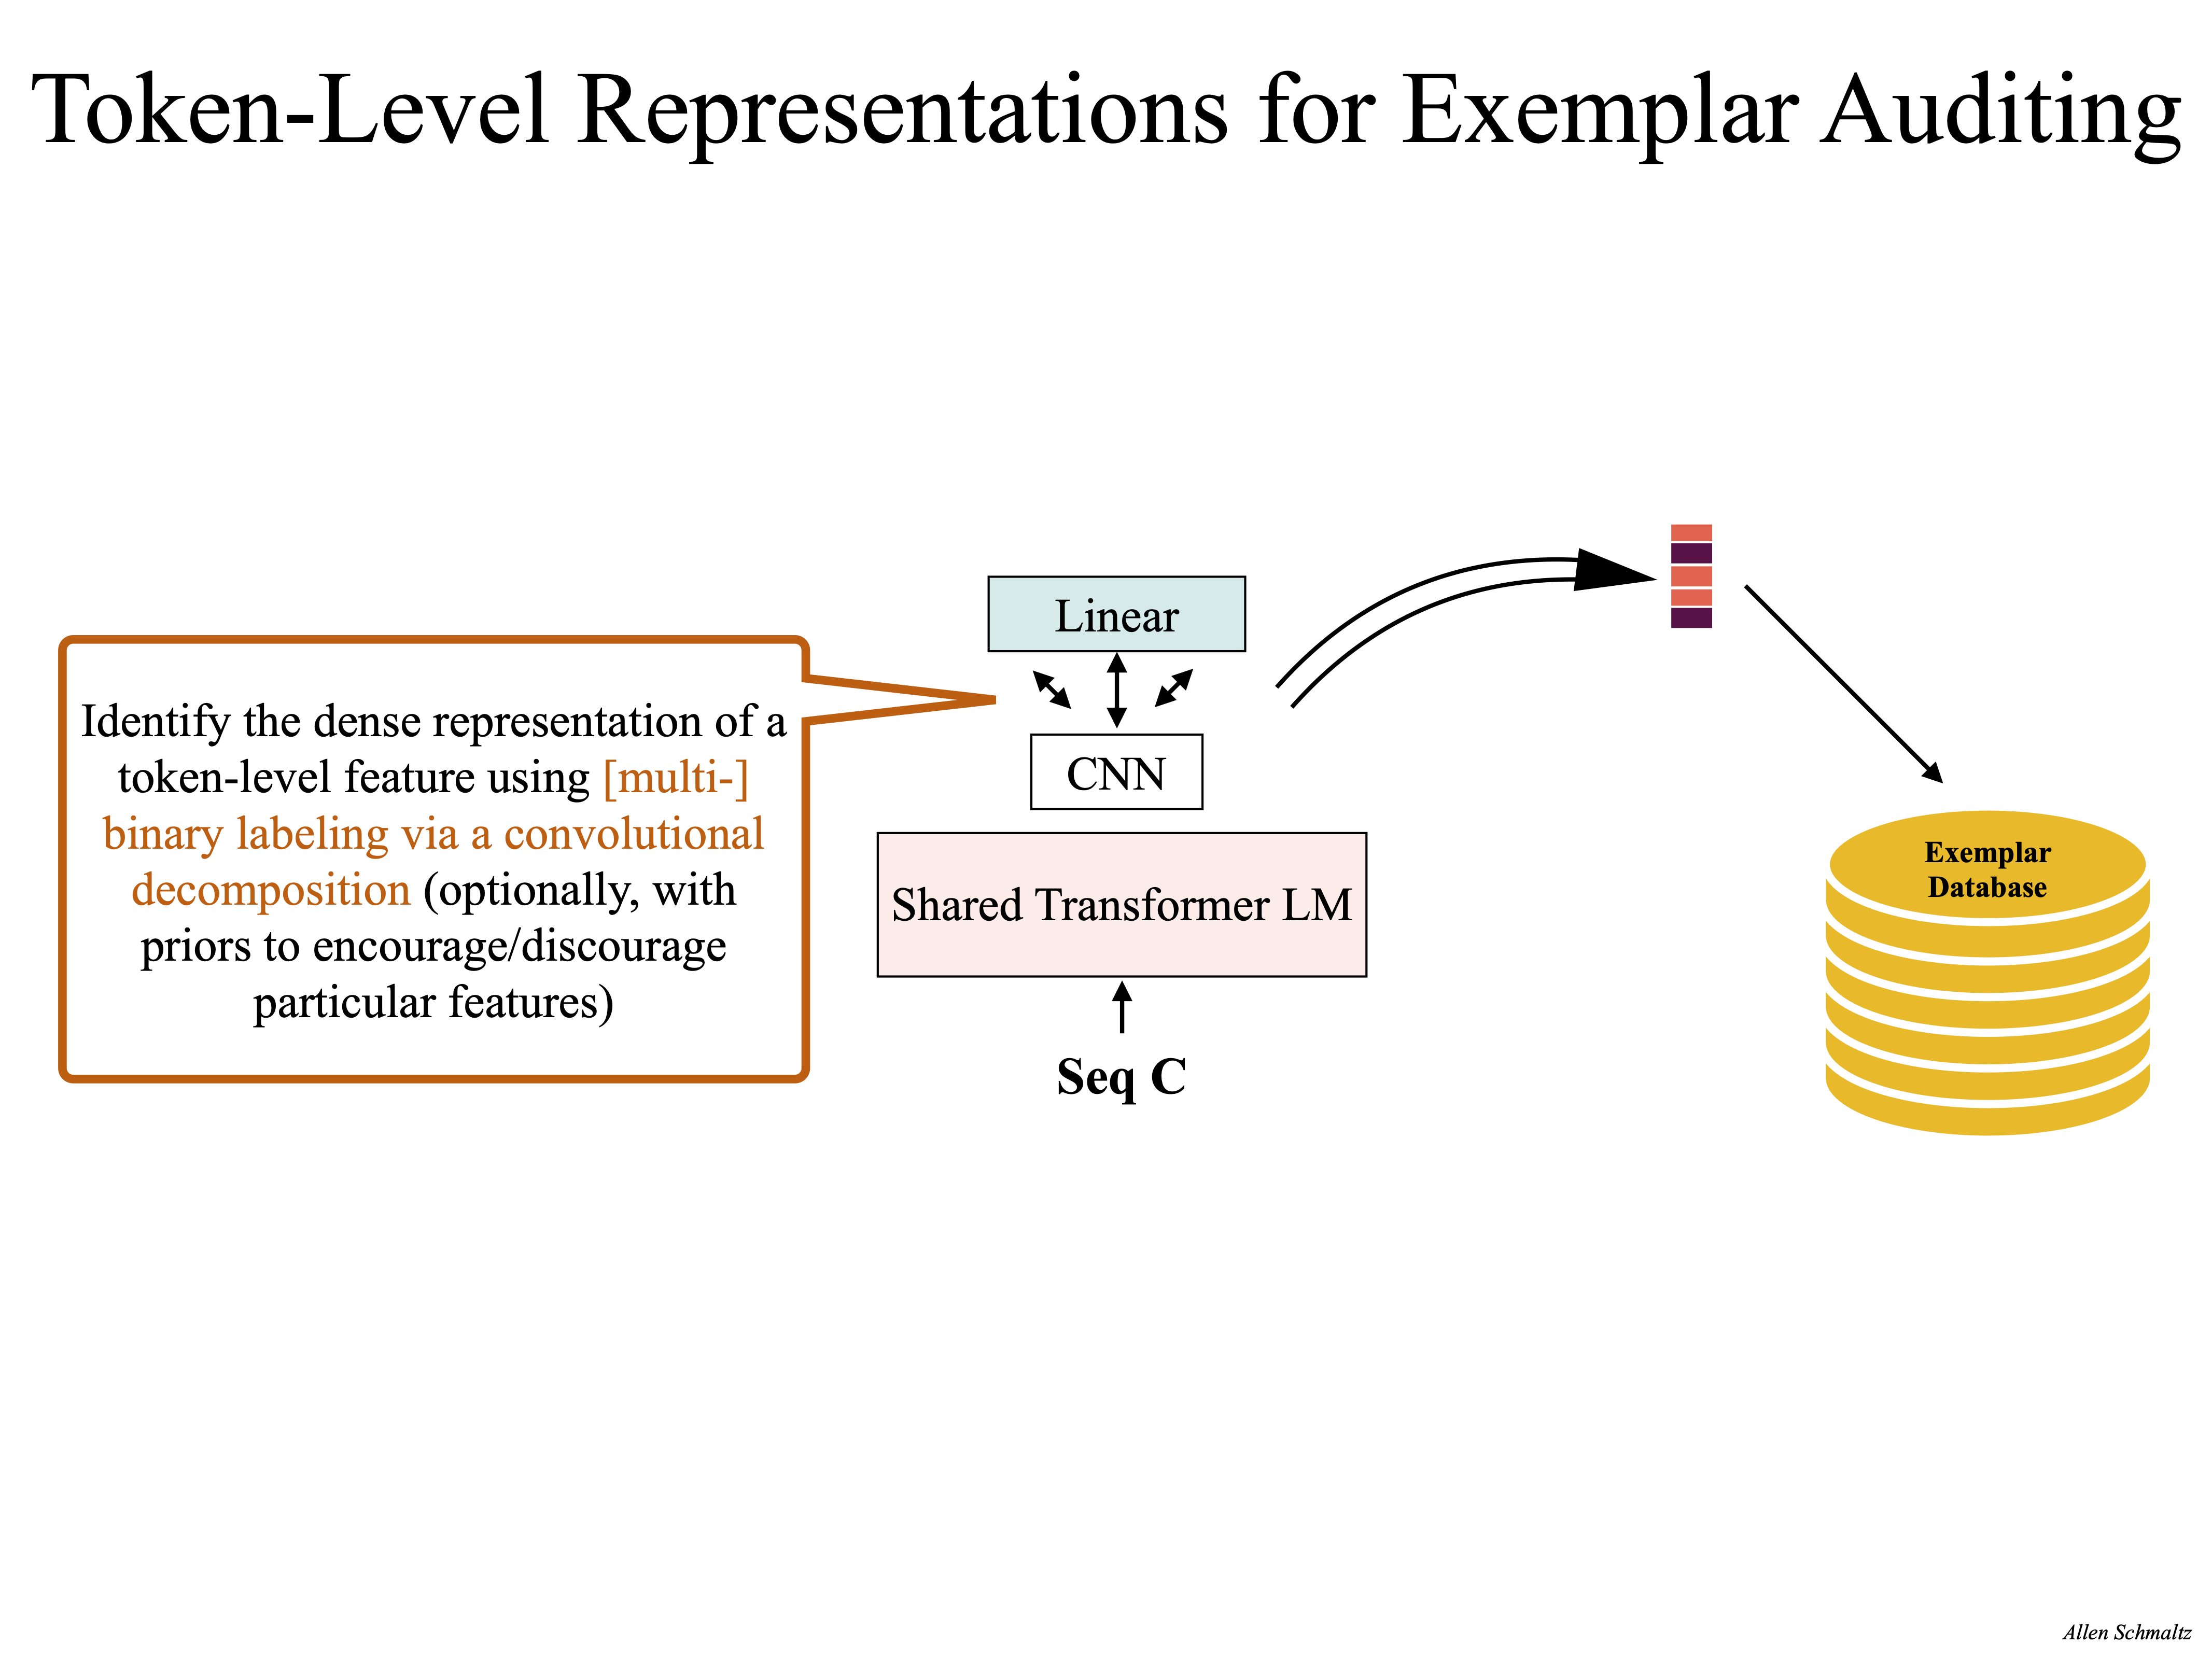 Token-Level Representations for Exemplar Auditing
Linear
Identify the dense representation of a
token-level feature using [multi-]
binary labeling via a convolutional
decomposition (optionally, with
priors to encourage/discourage
particular features)
CNN
Shared Transformer LM
Seq C
Exemplar
Database
Allen Schmaltz